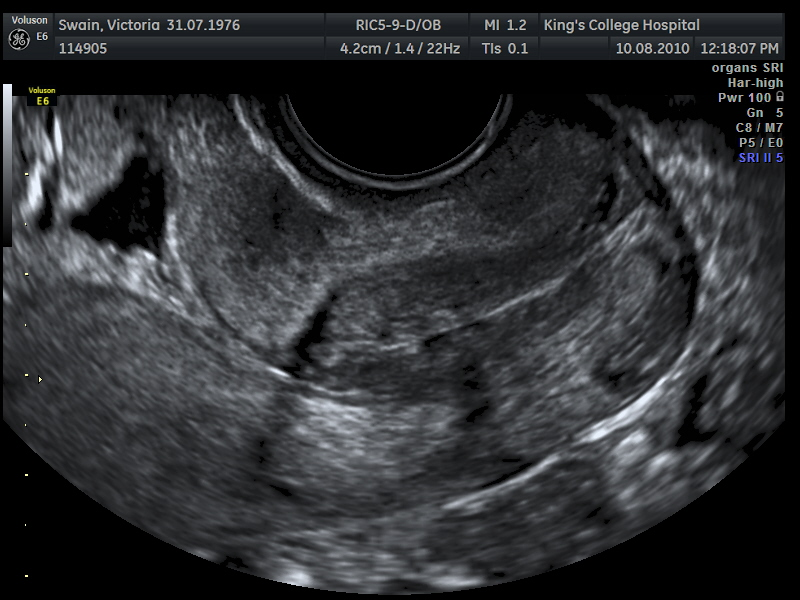 Voluson E6
Swain, Victoria 31.07.1976 RIC5-9-D/OB MI 1.2 King's College Hospital
114905 4.2cm / 1.4 / 22Hz TIs 0.1 10.08.2010 12:18:07 PM
organs SRI
Har-high
Pwr 100
Gn 5
C8 / M7
P5 / E0
SRI II 5
Voluson
E6